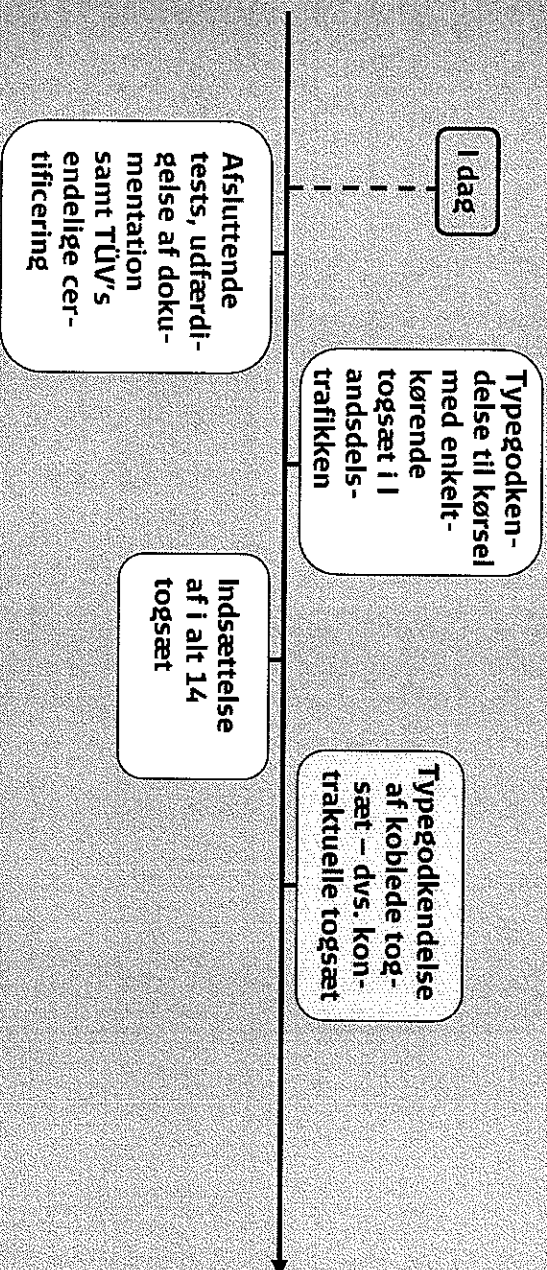 I dag
Afsluttende
tests, udfærdi-
gelse af doku-
mentation
samt TÜV's
endelige cer-
tificering
Typegodken-
delse til kørsel
med enkelt-
kørende
togsæt i l
andsdels-
trafikken
Indsættelse
af i alt 14
togsæt
Typegodkendelse
af koblede tog-
sæt – dvs. kon-
traktuelle togsæt